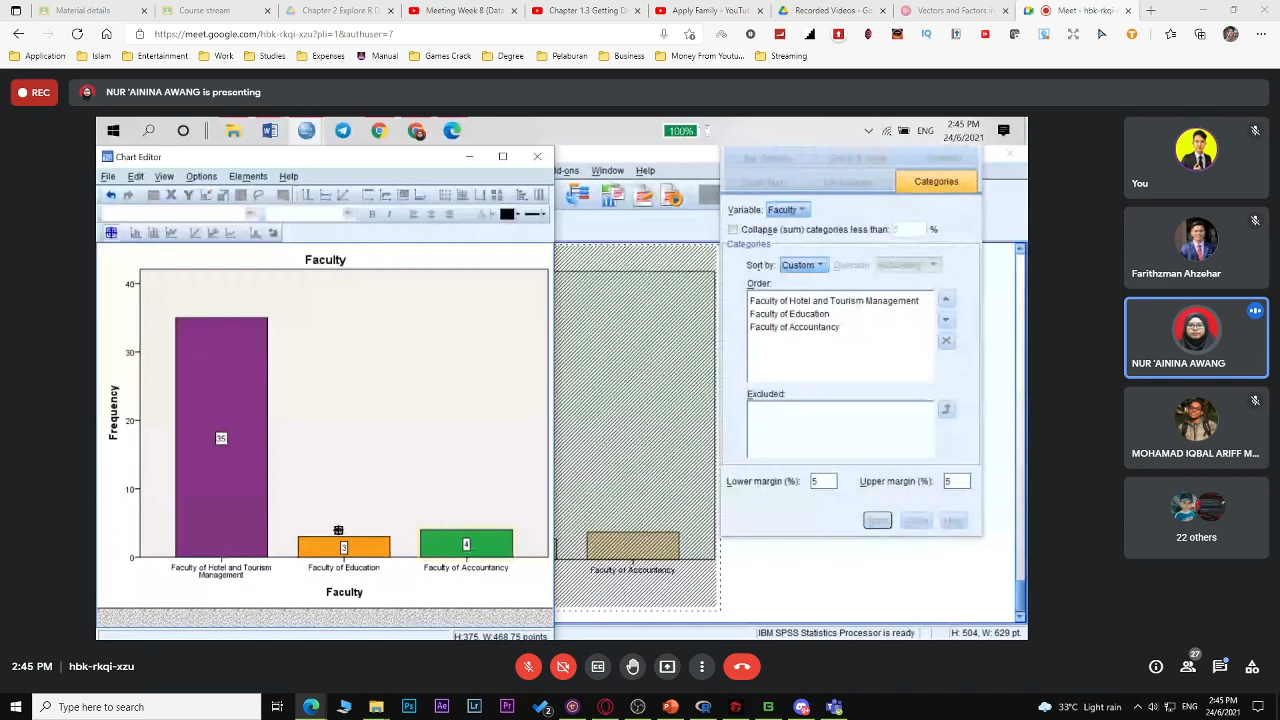 Material details
Course stream
Chapter 2 Explore R D
Meeting Week 8 (Data
Chapter 1.3 Getting D
Apply Family - YouTu
Recorded Videos - Go
Vectors and Factors in
Meet - hbk-rkqi-
https://meet.google.com/hbk-rkqi-xzu?pli=1&authuser=7
Application
Islam
Entertainment
Work
Studies
Expenses
Manual
Games Crack
Degree
Pelaburan
Business
Money From Youtu...
Streaming
REC
NUR 'AININA AWANG is presenting
100%
ENG
2:45 PM
24/6/2021
Chart Editor
File Edit View Options Elements Help
dd-ons Window Help
Categories
Variable: Faculty
Collapse (sum) categories less than: 5 %
Categories
Sort by: Custom
Order:
Faculty of Hotel and Tourism Management
Faculty of Education
Faculty of Accountancy
Excluded:
Lower margin (%): 5 Upper margin (%): 5
Faculty
40
30
20
10
0
Frequency
35
3
4
Faculty of Hotel and Tourism
Management
Faculty of Education
Faculty of Accountancy
Faculty
Faculty of Accountancy
H:375, W:468.75 points
IBM SPSS Statistics Processor is ready
H: 504, W: 629 pt.
You
Farithzman Ahzehar
NUR 'AININA AWANG
MOHAMAD IQBAL ARIFF M...
22 others
2:45 PM | hbk-rkqi-xzu
27
Type here to search
33°C Light rain
ENG
2:45 PM
24/6/2021